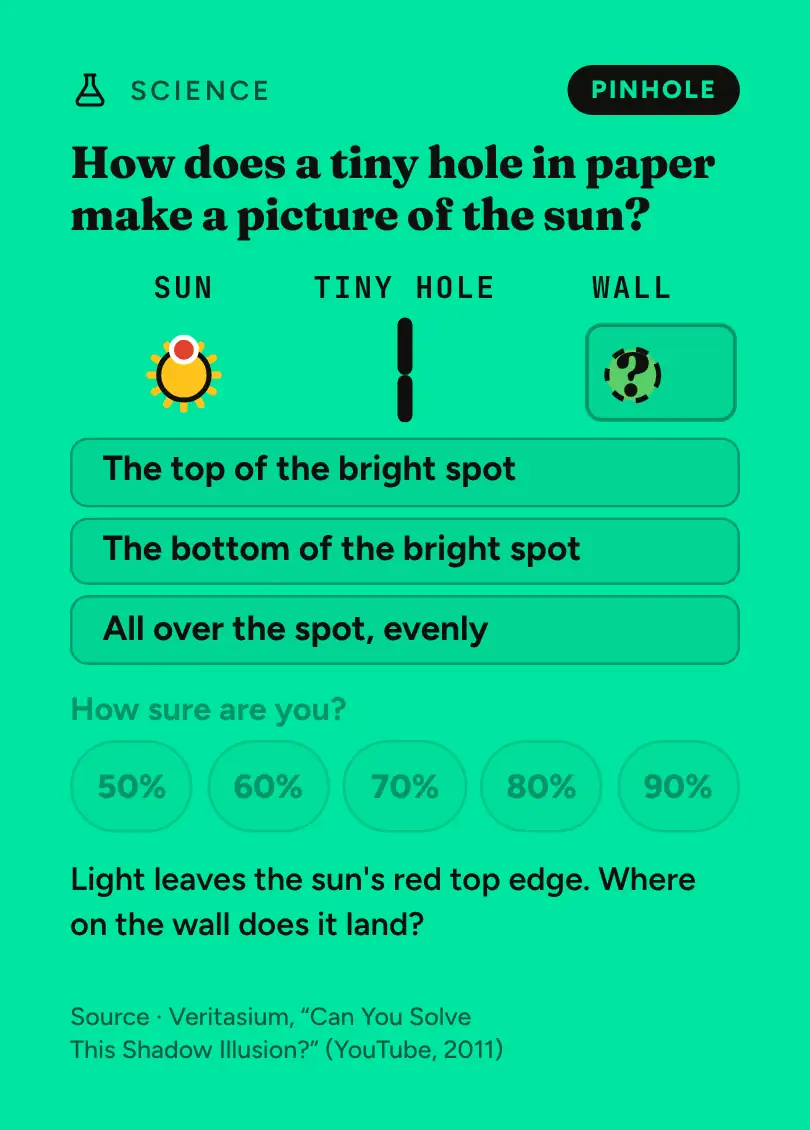 SCIENCE
PINHOLE
How does a tiny hole in paper
make a picture of the sun?
SUN
TINY HOLE
WALL
?
The top of the bright spot
The bottom of the bright spot
All over the spot, evenly
How sure are you?
50%
60%
70%
80%
90%
Light leaves the sun's red top edge. Where
on the wall does it land?
Source · Veritasium, “Can You Solve
This Shadow Illusion?” (YouTube, 2011)